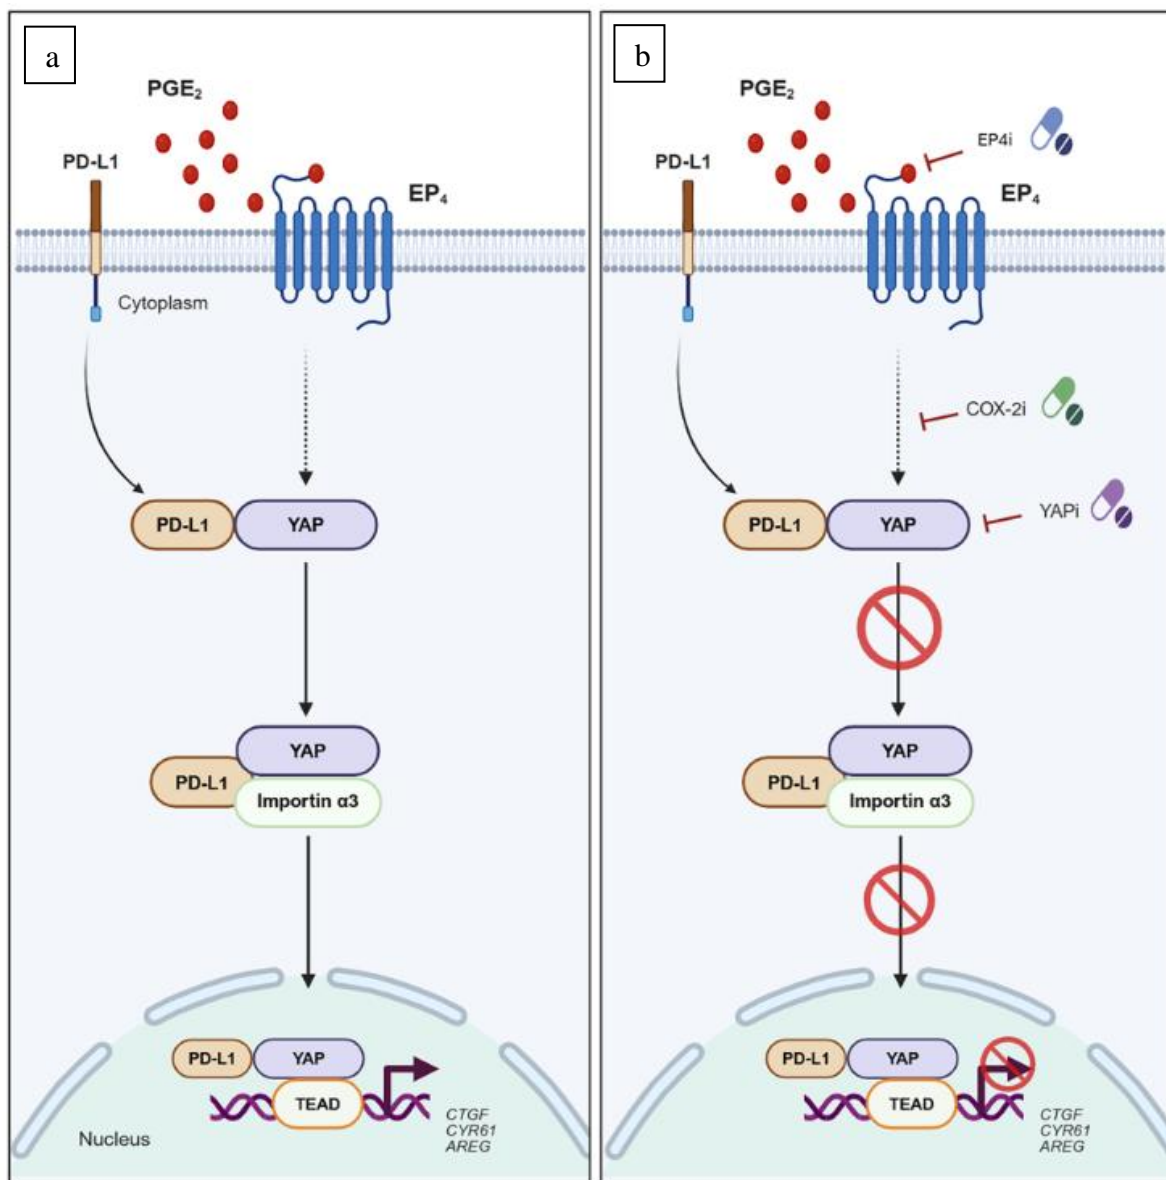 a
PGE₂
PD-L1
EP₄
Cytoplasm
PD-L1
YAP
YAP
PD-L1
Importin α3
PD-L1
YAP
TEAD
CTGF
CYR61
AREG
Nucleus
b
PGE₂
EP4i
PD-L1
EP₄
COX-2i
YAPi
PD-L1
YAP
YAP
PD-L1
Importin α3
PD-L1
YAP
TEAD
CTGF
CYR61
AREG